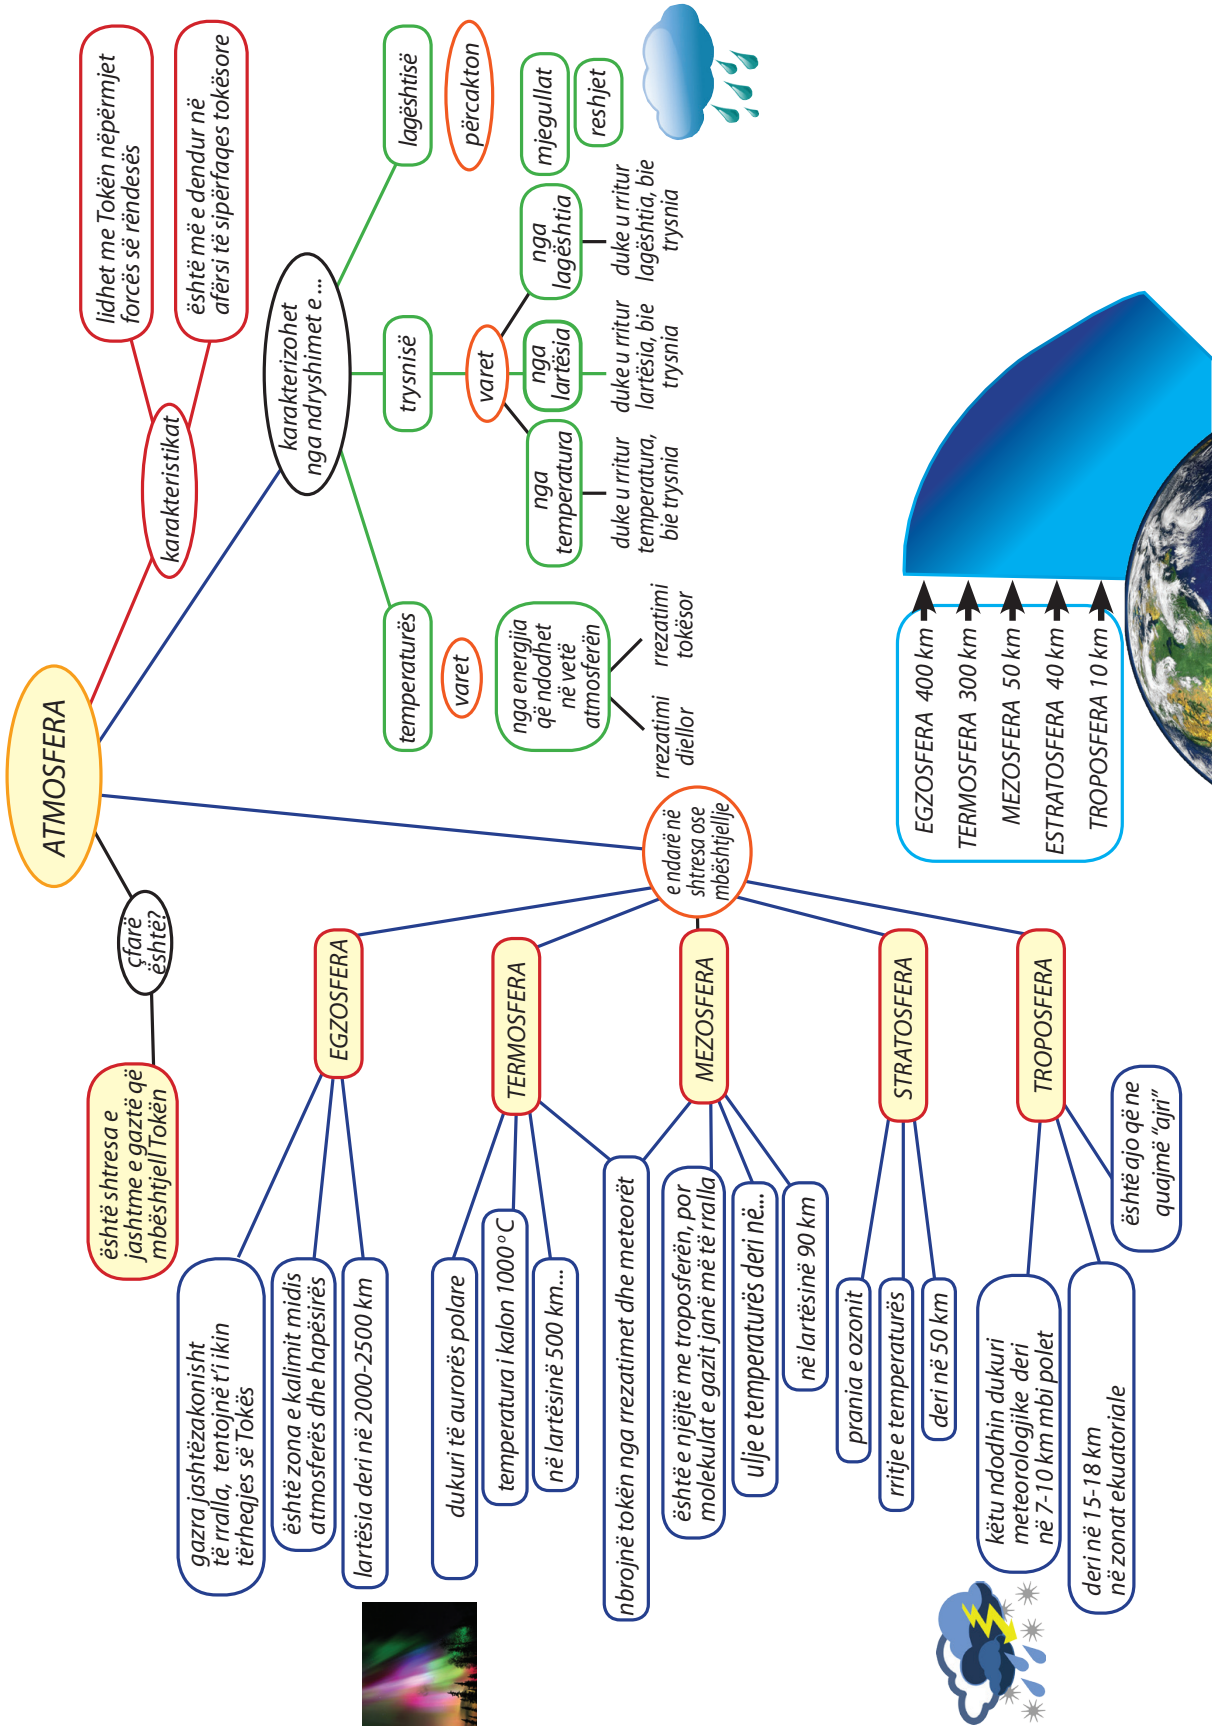 ATMOSFERA
çfarë
është?
është shtresa e
jashtme e gaztë që
mbështjell Tokën
karakteristikat
lidhet me Tokën nëpërmjet
forcës së rëndesës
është më e dendur në
afërsi të sipërfaqes tokësore
karakterizohet
nga ndryshimet e ...
temperaturës
varet
nga energjia
që ndodhet
në vetë
atmosferën
rrezatimi
diellor
rrezatimi
tokësor
trysnisë
varet
nga
temperatura
duke u rritur
temperatura,
bie trysnia
nga
lartësia
duke u rritur
lartësia, bie
trysnia
nga
lagështia
duke u rritur
lagështia, bie
trysnia
lagështisë
përcakton
mjegullat
reshjet
e ndarë në
shtresa ose
mbështjellje
EGZOSFERA
gazra jashtëzakonisht
të rralla, tentojnë t’i ikin
tërheqjes së Tokës
është zona e kalimit midis
atmosferës dhe hapësirës
lartësia deri në 2000-2500 km
TERMOSFERA
dukuri të aurorës polare
temperatura i kalon 1000°C
në lartësinë 500 km...
nbrojnë tokën nga rrezatimet dhe meteorët
MEZOSFERA
është e njëjtë me troposferën, por
molekulat e gazit janë më të rralla
ulje e temperaturës deri në...
në lartësinë 90 km
STRATOSFERA
prania e ozonit
rritje e temperaturës
deri në 50 km
TROPOSFERA
këtu ndodhin dukuri
meteorologjike deri
në 7-10 km mbi polet
deri në 15-18 km
në zonat ekuatoriale
është ajo që ne
quajmë “ajri”
EGZOSFERA 400 km
TERMOSFERA 300 km
MEZOSFERA 50 km
ESTRATOSFERA 40 km
TROPOSFERA 10 km